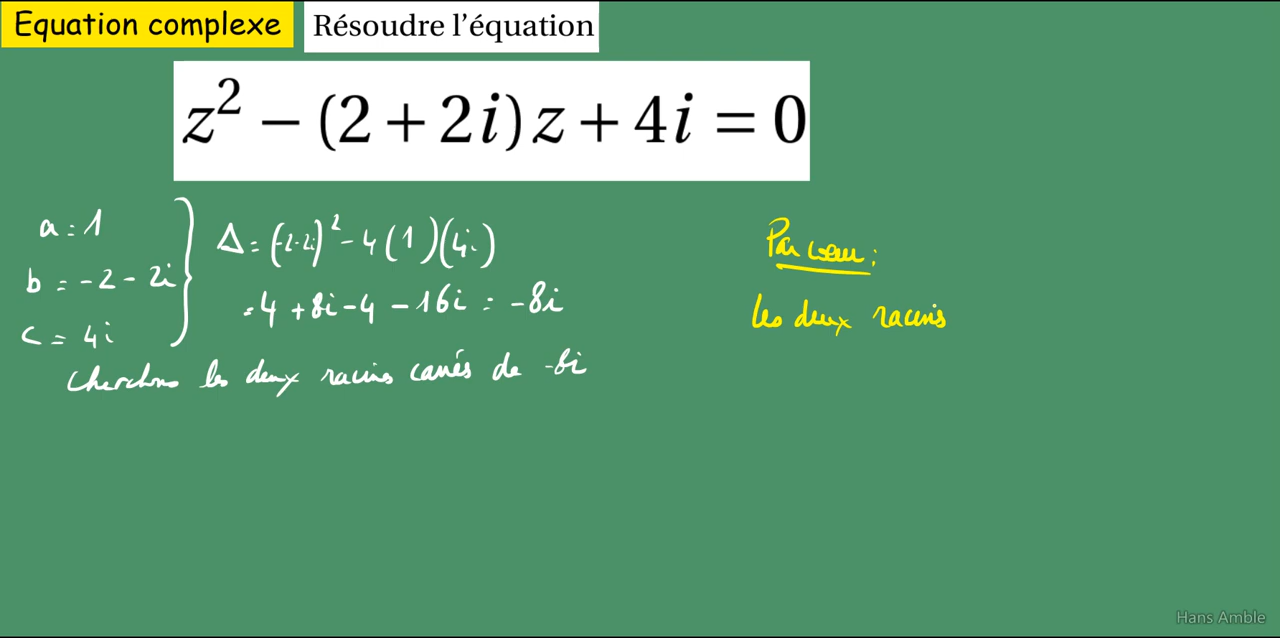 Equation complexe
Résoudre l'équation
z² − (2 + 2i)z + 4i = 0
a = 1
b = -2 - 2i
c = 4i
Δ = (-2-2i)² - 4(1)(4i)
= 4 + 8i - 4 - 16i = -8i
Cherchons les deux racines carrés de -8i
Par cœur :
les deux racines
Hans Amble